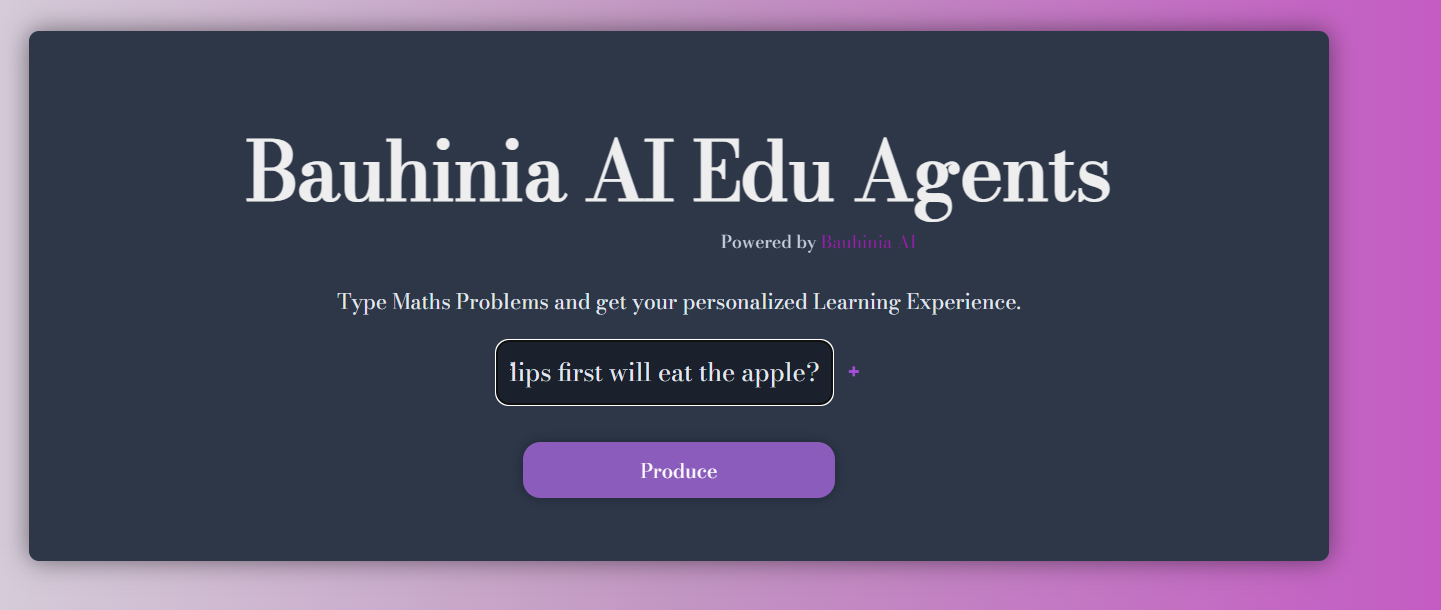 Bauhinia AI Edu Agents
Powered by Bauhinia AI
Type Maths Problems and get your personalized Learning Experience.
lips first will eat the apple? +
Produce